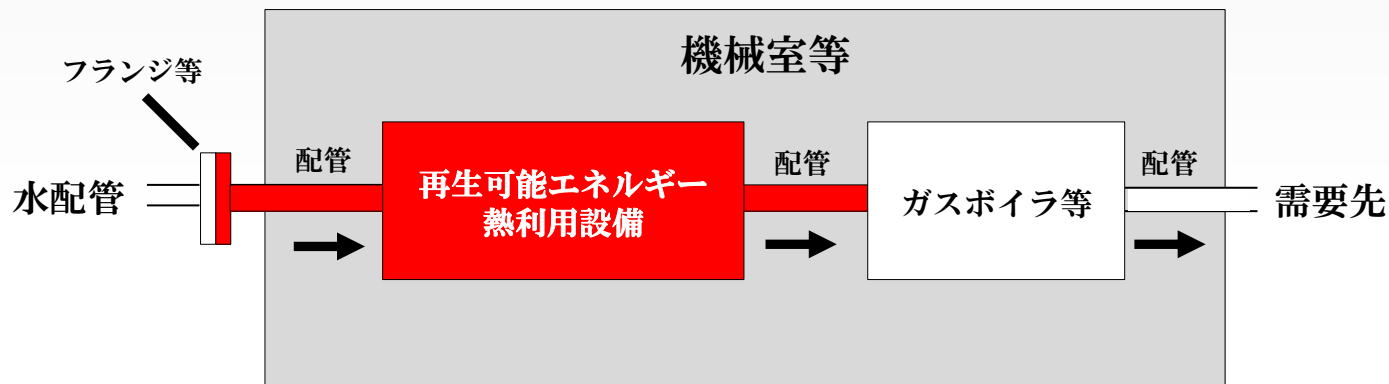 機械室等
フランジ等
水配管
配管
再生可能エネルギー
熱利用設備
配管
ガスボイラ等
配管
需要先